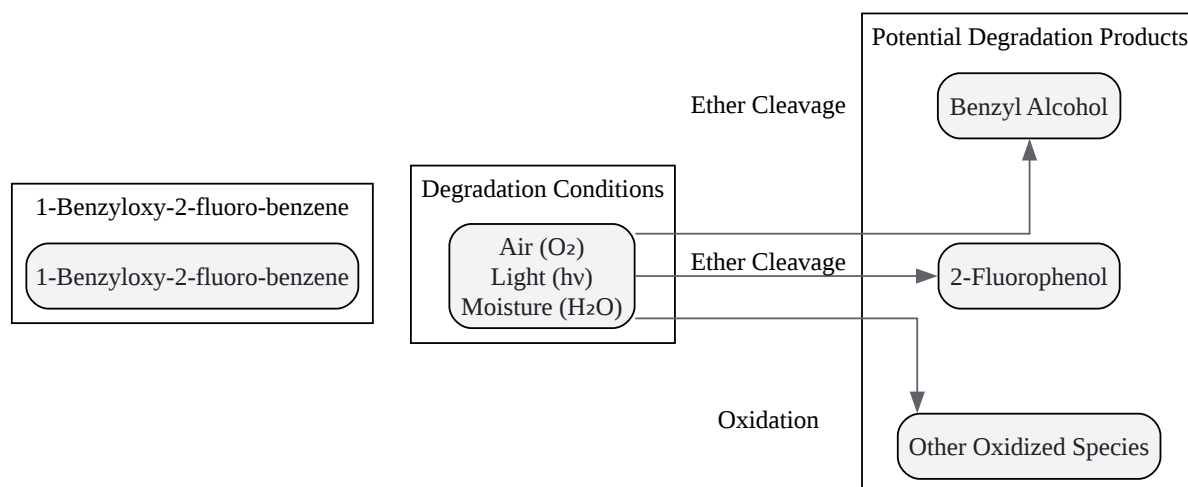 1-Benzyloxy-2-fluoro-benzene
1-Benzyloxy-2-fluoro-benzene
Degradation Conditions
Air (O₂)
Light (hν)
Moisture (H₂O)
Ether Cleavage
Ether Cleavage
Oxidation
Potential Degradation Products
Benzyl Alcohol
2-Fluorophenol
Other Oxidized Species